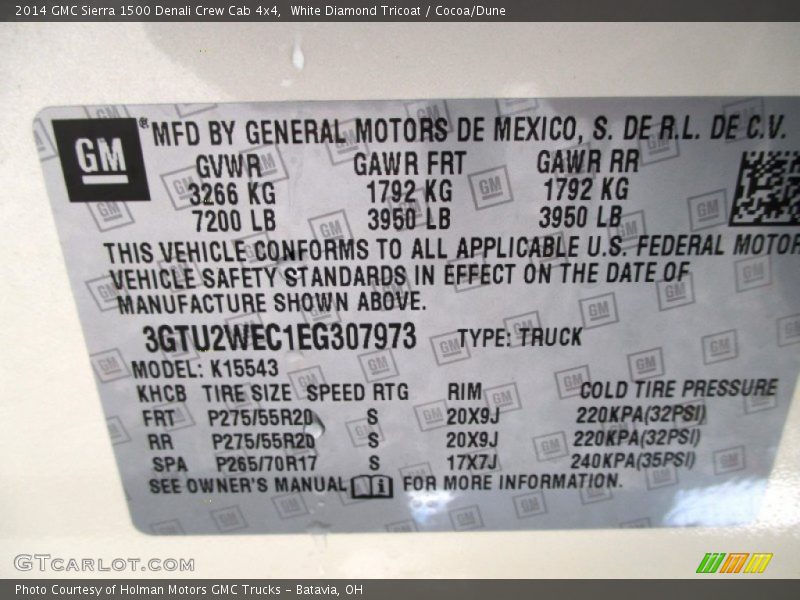 2014 GMC Sierra 1500 Denali Crew Cab 4x4, White Diamond Tricoat / Cocoa/Dune
GM® MFD BY GENERAL MOTORS DE MEXICO, S. DE R.L. DE C.V.
GVWR GAWR FRT GAWR RR
3266 KG 1792 KG 1792 KG
7200 LB 3950 LB 3950 LB
THIS VEHICLE CONFORMS TO ALL APPLICABLE U.S. FEDERAL MOTOR
VEHICLE SAFETY STANDARDS IN EFFECT ON THE DATE OF
MANUFACTURE SHOWN ABOVE.
3GTU2WEC1EG307973 TYPE: TRUCK
MODEL: K15543
KHCB TIRE SIZE SPEED RTG RIM COLD TIRE PRESSURE
FRT P275/55R20 S 20X9J 220KPA(32PSI)
RR P275/55R20 S 20X9J 220KPA(32PSI)
SPA P265/70R17 S 17X7J 240KPA(35PSI)
SEE OWNER'S MANUAL FOR MORE INFORMATION.
GTCARLOT.COM
Photo Courtesy of Holman Motors GMC Trucks - Batavia, OH